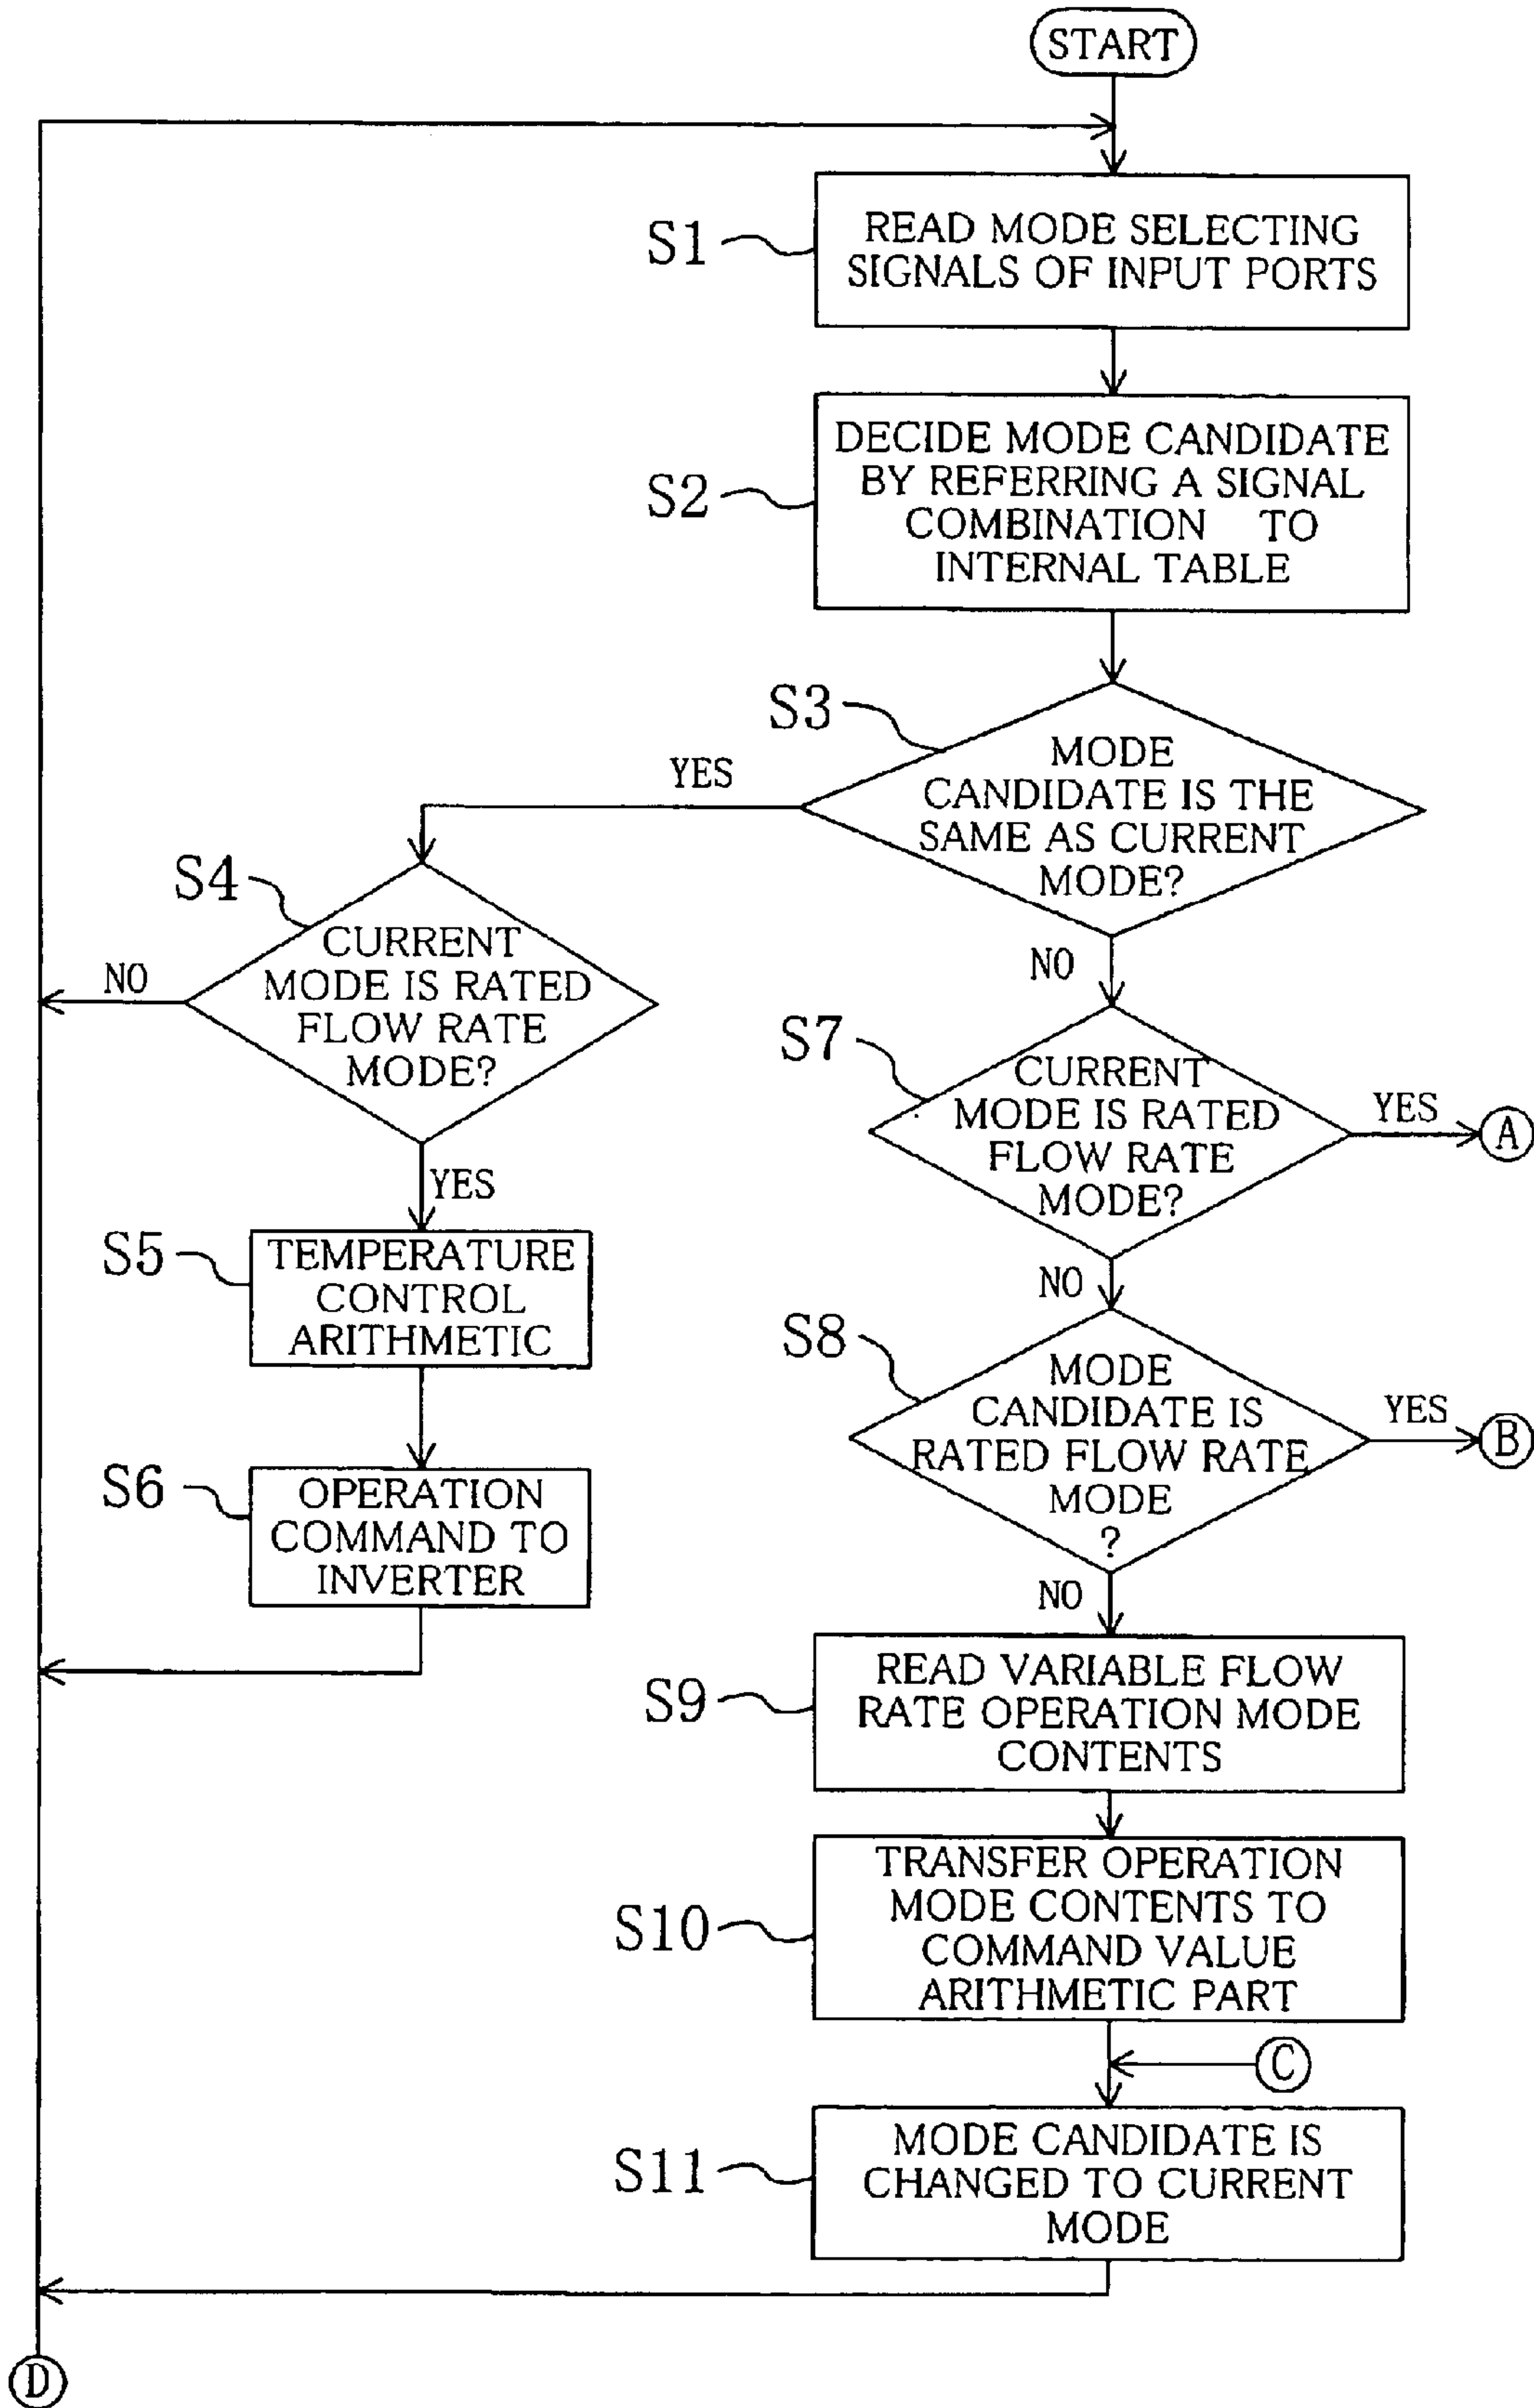 START
S1
READ MODE SELECTING
SIGNALS OF INPUT PORTS
S2
DECIDE MODE CANDIDATE
BY REFERRING A SIGNAL
COMBINATION TO
INTERNAL TABLE
S3
MODE
CANDIDATE IS THE
SAME AS CURRENT
MODE?
YES
NO
S4
CURRENT
MODE IS RATED
FLOW RATE
MODE?
NO
YES
S5
TEMPERATURE
CONTROL
ARITHMETIC
S6
OPERATION
COMMAND TO
INVERTER
S7
CURRENT
MODE IS RATED
FLOW RATE
MODE?
YES
A
NO
S8
MODE
CANDIDATE IS
RATED FLOW RATE
MODE
?
YES
B
NO
S9
READ VARIABLE FLOW
RATE OPERATION MODE
CONTENTS
S10
TRANSFER OPERATION
MODE CONTENTS TO
COMMAND VALUE
ARITHMETIC PART
C
S11
MODE CANDIDATE IS
CHANGED TO CURRENT
MODE
D